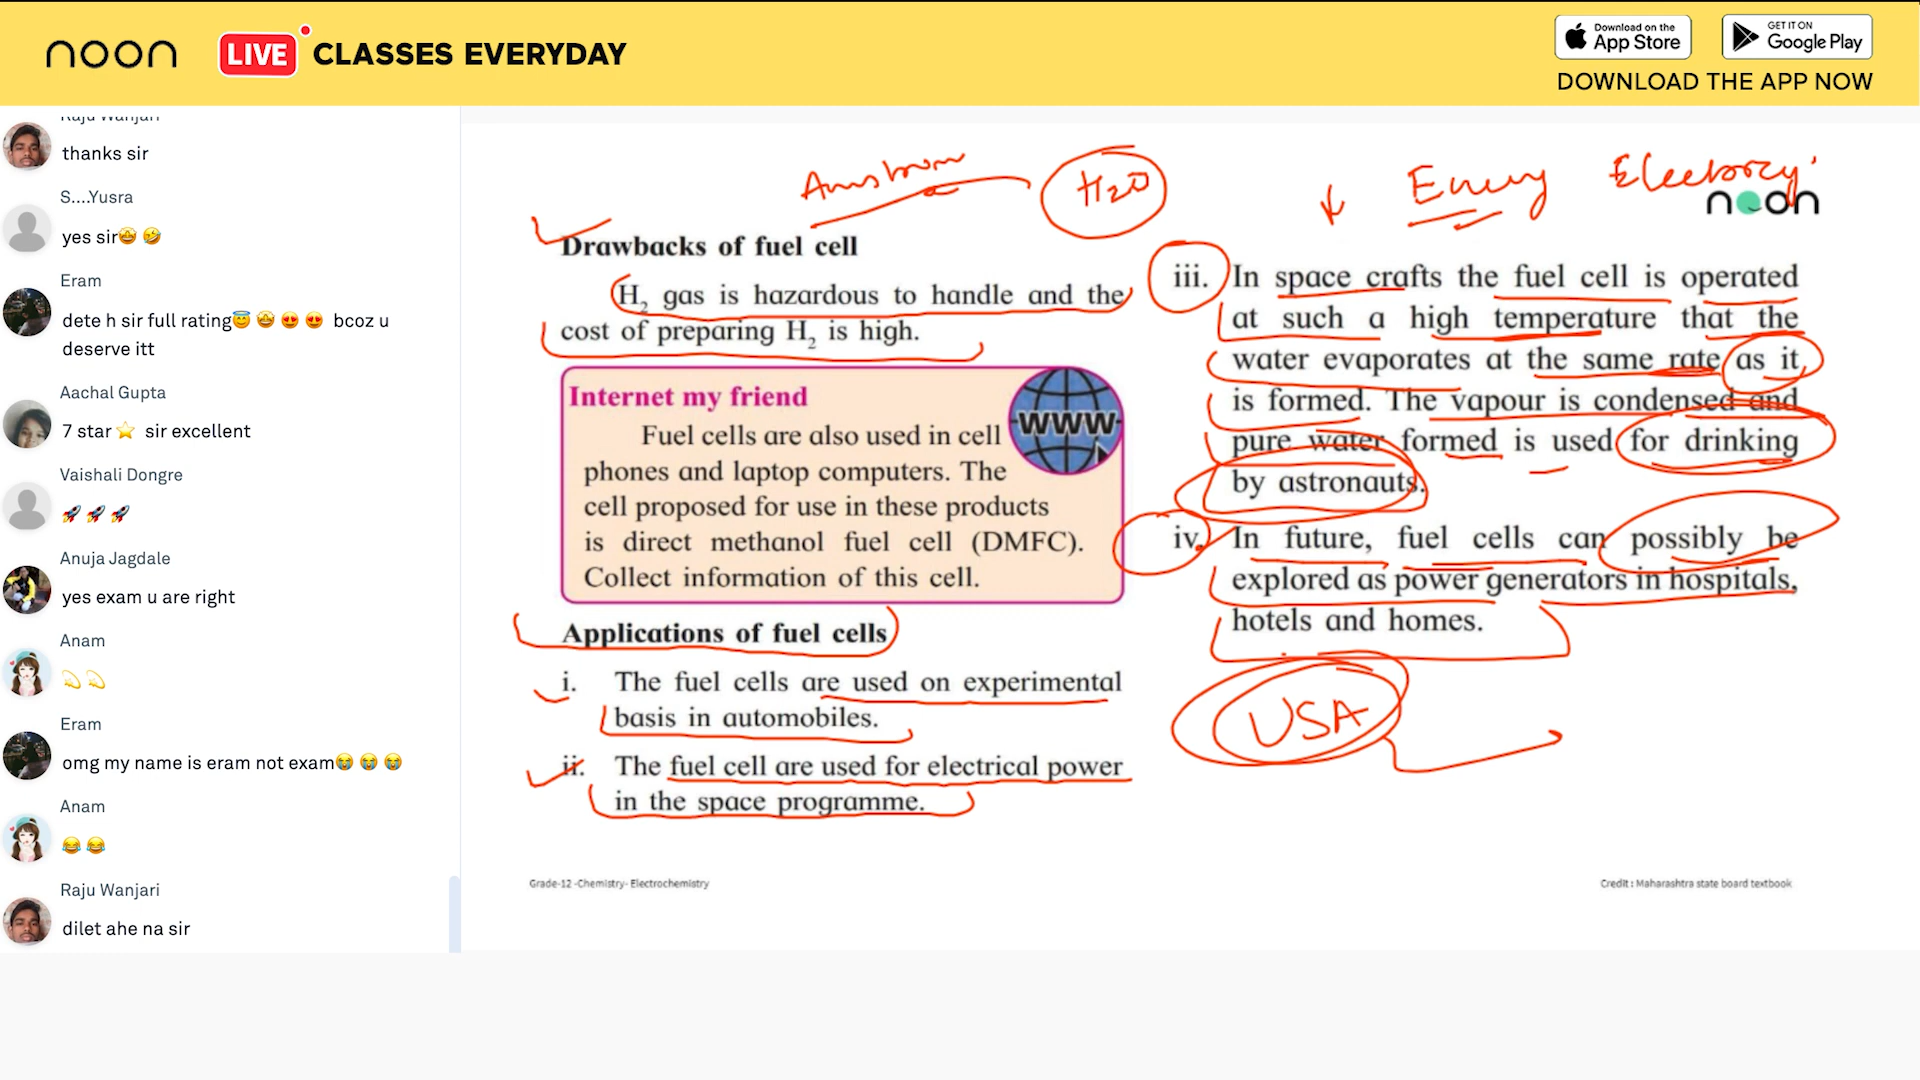 noon LIVE CLASSES EVERYDAY
Download on the App Store
GET IT ON Google Play
DOWNLOAD THE APP NOW
Raju Wanjari
thanks sir
S....Yusra
yes sir🤩 🤣
Eram
dete h sir full rating😇 🤩 😍 😍 bcoz u
deserve itt
Aachal Gupta
7 star⭐ sir excellent
Vaishali Dongre
🚀 🚀 🚀
Anuja Jagdale
yes exam u are right
Anam
💫 💫
Eram
omg my name is eram not exam😭 😭 😭
Anam
😂 😂
Raju Wanjari
dilet ahe na sir
H2O
Drawbacks of fuel cell
H₂ gas is hazardous to handle and the
cost of preparing H₂ is high.
Internet my friend
WWW
Fuel cells are also used in cell
phones and laptop computers. The
cell proposed for use in these products
is direct methanol fuel cell (DMFC).
Collect information of this cell.
Applications of fuel cells
i. The fuel cells are used on experimental
basis in automobiles.
ii. The fuel cell are used for electrical power
in the space programme.
noon
iii. In space crafts the fuel cell is operated
at such a high temperature that the
water evaporates at the same rate as it
is formed. The vapour is condensed and
pure water formed is used for drinking
by astronauts.
iv. In future, fuel cells can possibly be
explored as power generators in hospitals,
hotels and homes.
USA
Grade-12 -Chemistry- Electrochemistry
Credit : Maharashtra state board textbook